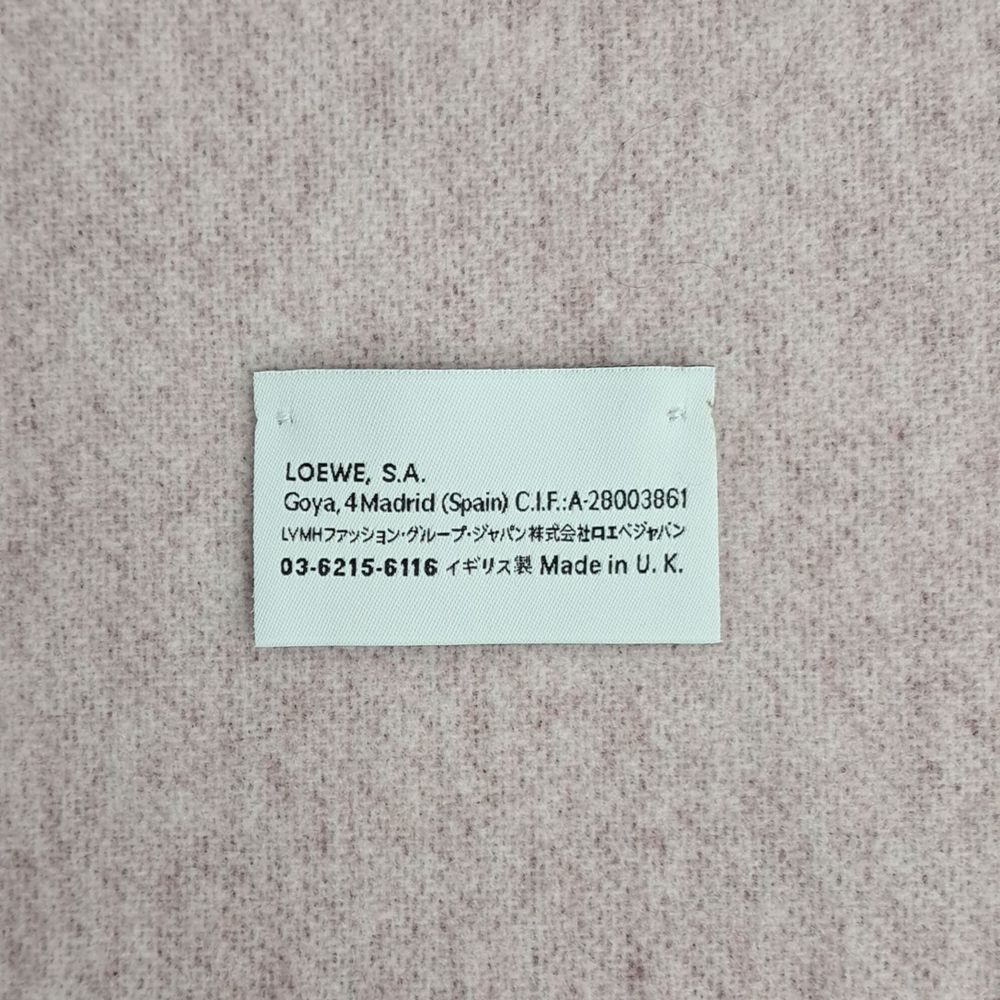 LOEWE, S.A.
Goya, 4 Madrid (Spain) C.I.F.:A-28003861
LVMHファッション・グループ・ジャパン株式会社ロエベジャパン
03-6215-6116 イギリス製 Made in U. K.